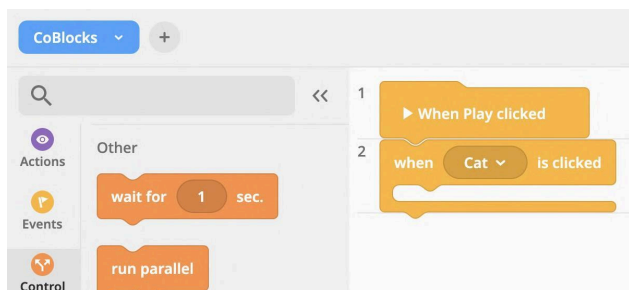 CoBlocks
+
1
When Play clicked
2
when Cat is clicked
Actions
Other
wait for 1 sec.
Events
run parallel
Control